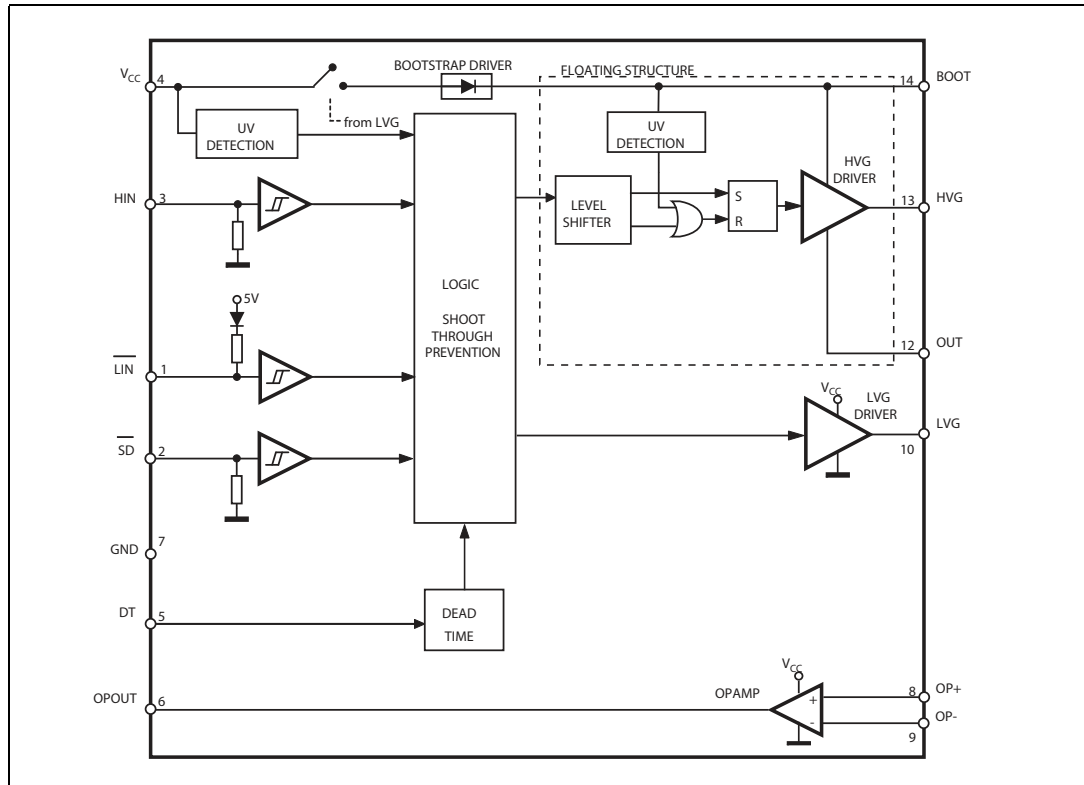 BOOTSTRAP DRIVER
FLOATING STRUCTURE
VCC
4
14
BOOT
from LVG
UV
DETECTION
UV
DETECTION
HVG
DRIVER
HIN
3
LEVEL
SHIFTER
S
R
13
HVG
LOGIC
SHOOT
THROUGH
PREVENTION
5V
12
OUT
LIN
1
VCC
LVG
DRIVER
LVG
10
SD
2
GND
7
DT
5
DEAD
TIME
VCC
OPAMP
OPOUT
6
+
-
8
OP+
9
OP-